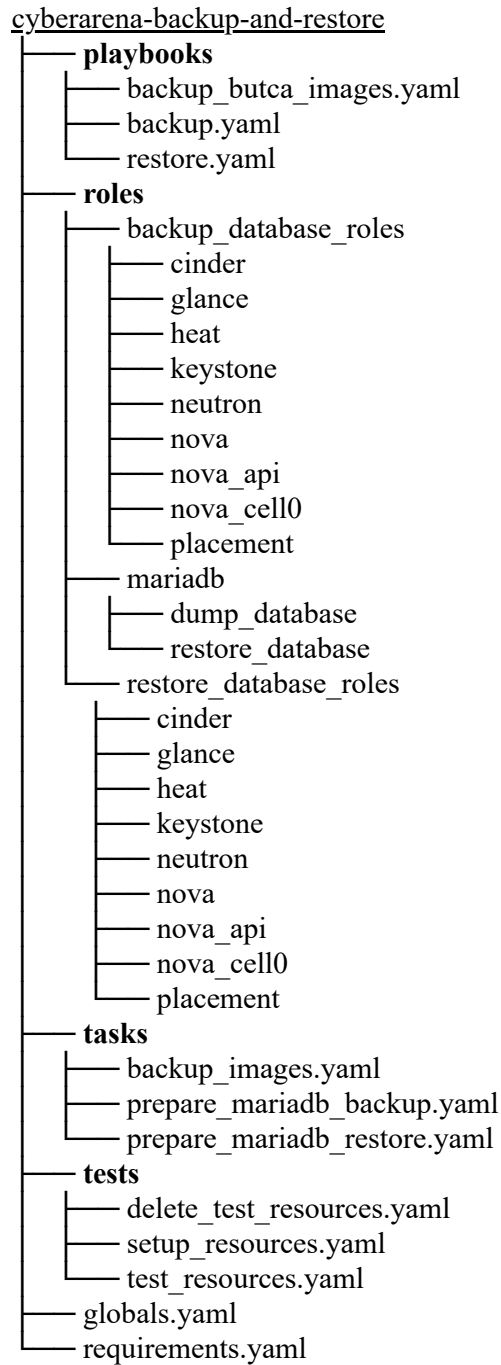 cyberarena-backup-and-restore
playbooks
backup_butca_images.yaml
backup.yaml
restore.yaml
roles
backup_database_roles
cinder
glance
heat
keystone
neutron
nova
nova_api
nova_cell0
placement
mariadb
dump_database
restore_database
restore_database_roles
cinder
glance
heat
keystone
neutron
nova
nova_api
nova_cell0
placement
tasks
backup_images.yaml
prepare_mariadb_backup.yaml
prepare_mariadb_restore.yaml
tests
delete_test_resources.yaml
setup_resources.yaml
test_resources.yaml
globals.yaml
requirements.yaml